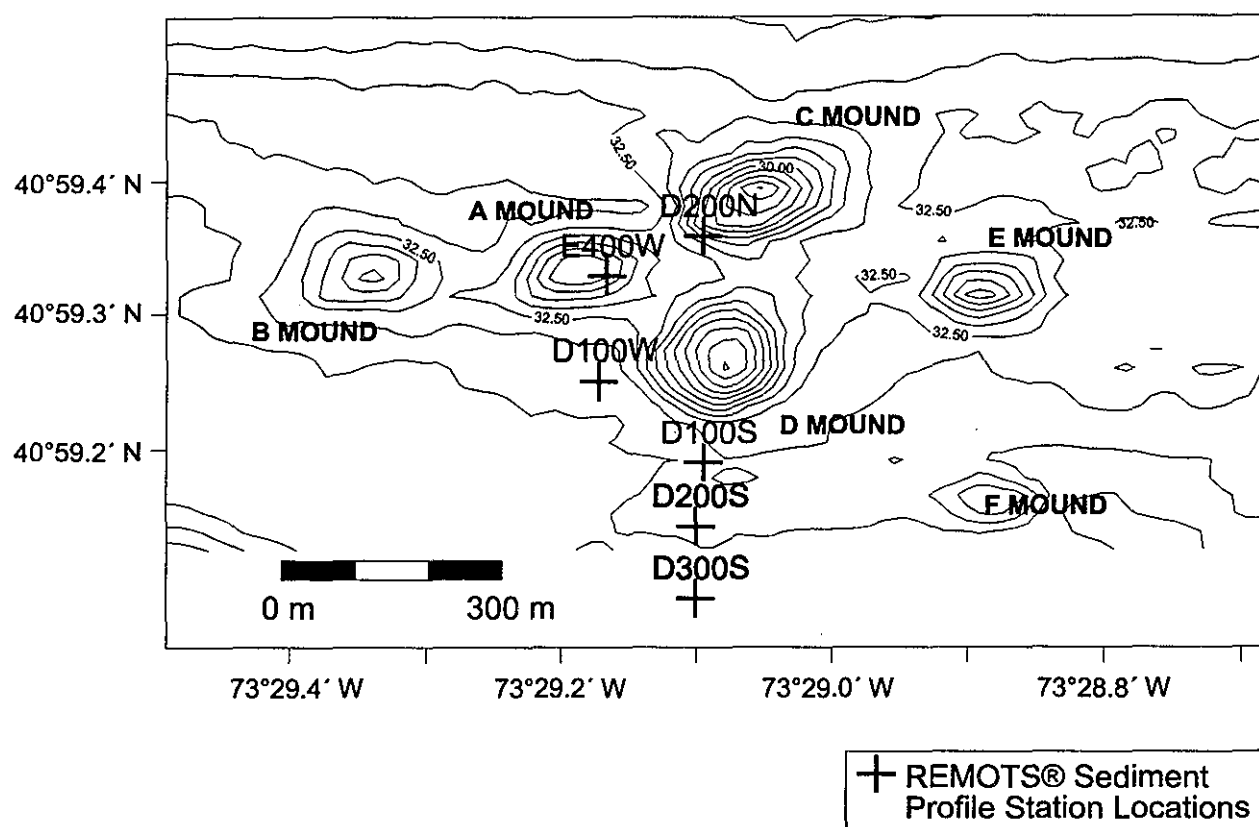 C MOUND
32.50
30.00
40°59.4´ N
A MOUND
D200N
32.50
32.50
E400W
E MOUND
32.50
32.50
40°59.3´ N
32.50
B MOUND
32.50
D100W
D100S
D MOUND
40°59.2´ N
D200S
F MOUND
D300S
0 m 300 m
73°29.4´ W 73°29.2´ W 73°29.0´ W 73°28.8´ W
REMOTS® Sediment
Profile Station Locations